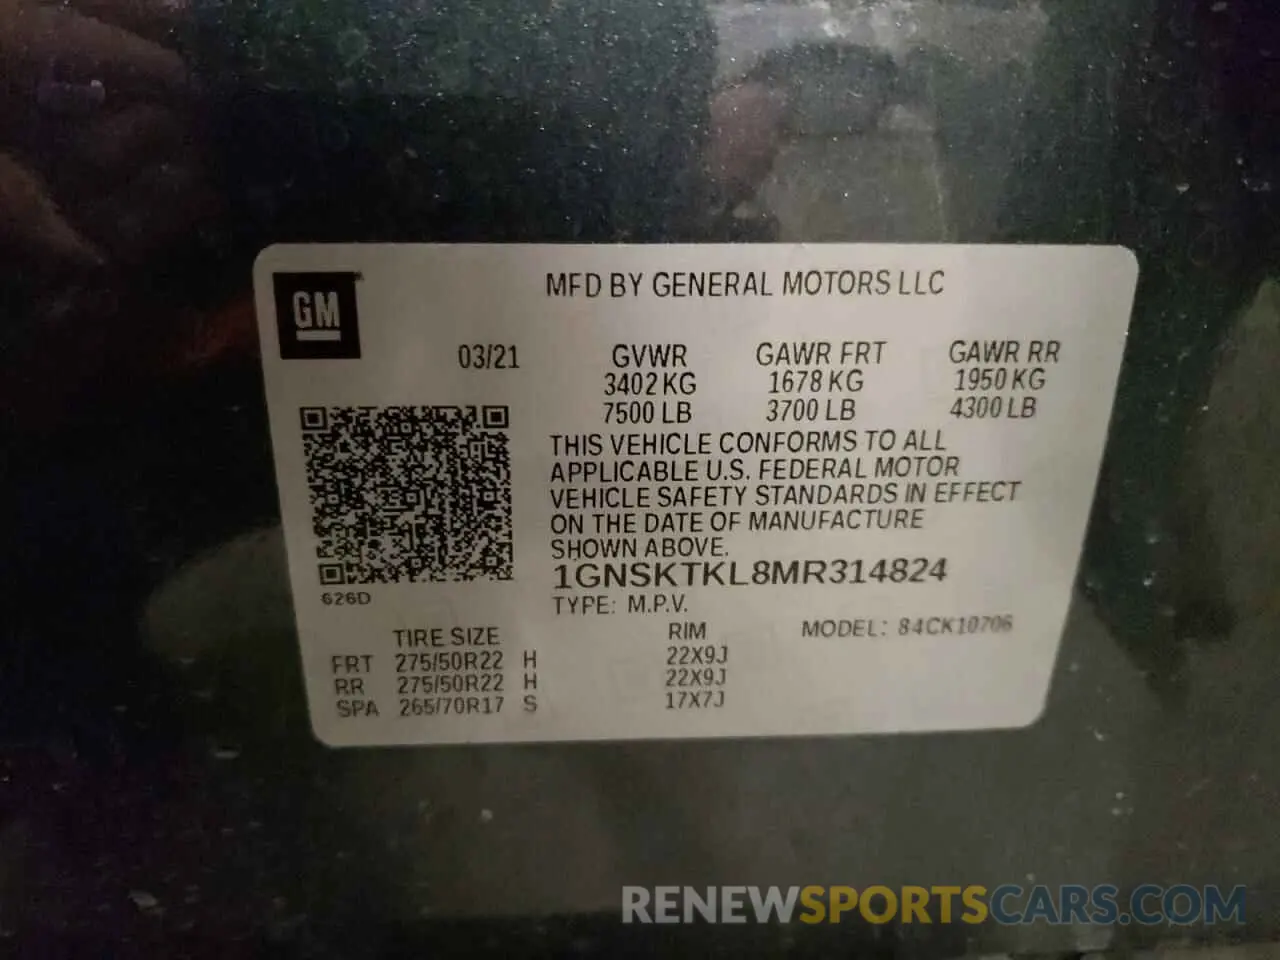 GM
MFD BY GENERAL MOTORS LLC
03/21 GVWR GAWR FRT GAWR RR
3402 KG 1678 KG 1950 KG
7500 LB 3700 LB 4300 LB
THIS VEHICLE CONFORMS TO ALL
APPLICABLE U.S. FEDERAL MOTOR
VEHICLE SAFETY STANDARDS IN EFFECT
ON THE DATE OF MANUFACTURE
SHOWN ABOVE.
1GNSKTKL8MR314824
626D
TYPE: M.P.V.
TIRE SIZE RIM MODEL: 84CK10706
FRT 275/50R22 H 22X9J
RR 275/50R22 H 22X9J
SPA 265/70R17 S 17X7J
RENEWSPORTSCARS.COM